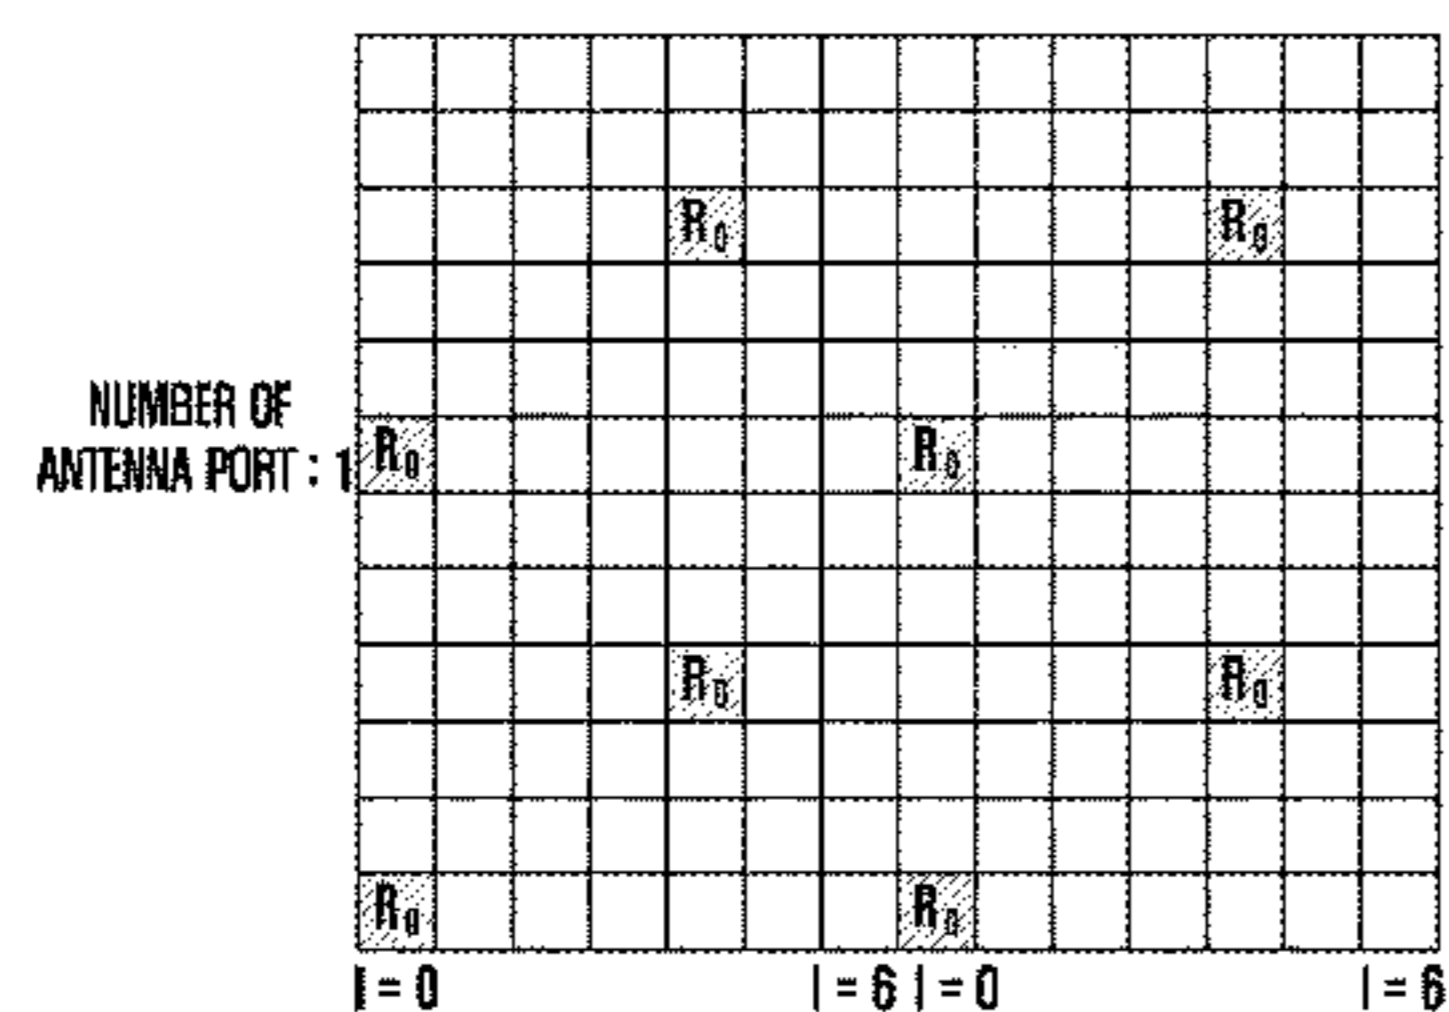 R0 R0
NUMBER OF
ANTENNA PORT : 1
R0 R0
R0 R0
R0 R0
l = 0 l = 6 l = 0 l = 6